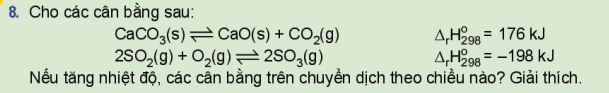 8. Cho các cân bằng sau:
CaCO₃(s) ⇌ CaO(s) + CO₂(g) ΔᵣH°₂₉₈ = 176 kJ
2SO₂(g) + O₂(g) ⇌ 2SO₃(g) ΔᵣH°₂₉₈ = –198 kJ
Nếu tăng nhiệt độ, các cân bằng trên chuyển dịch theo chiều nào? Giải thích.